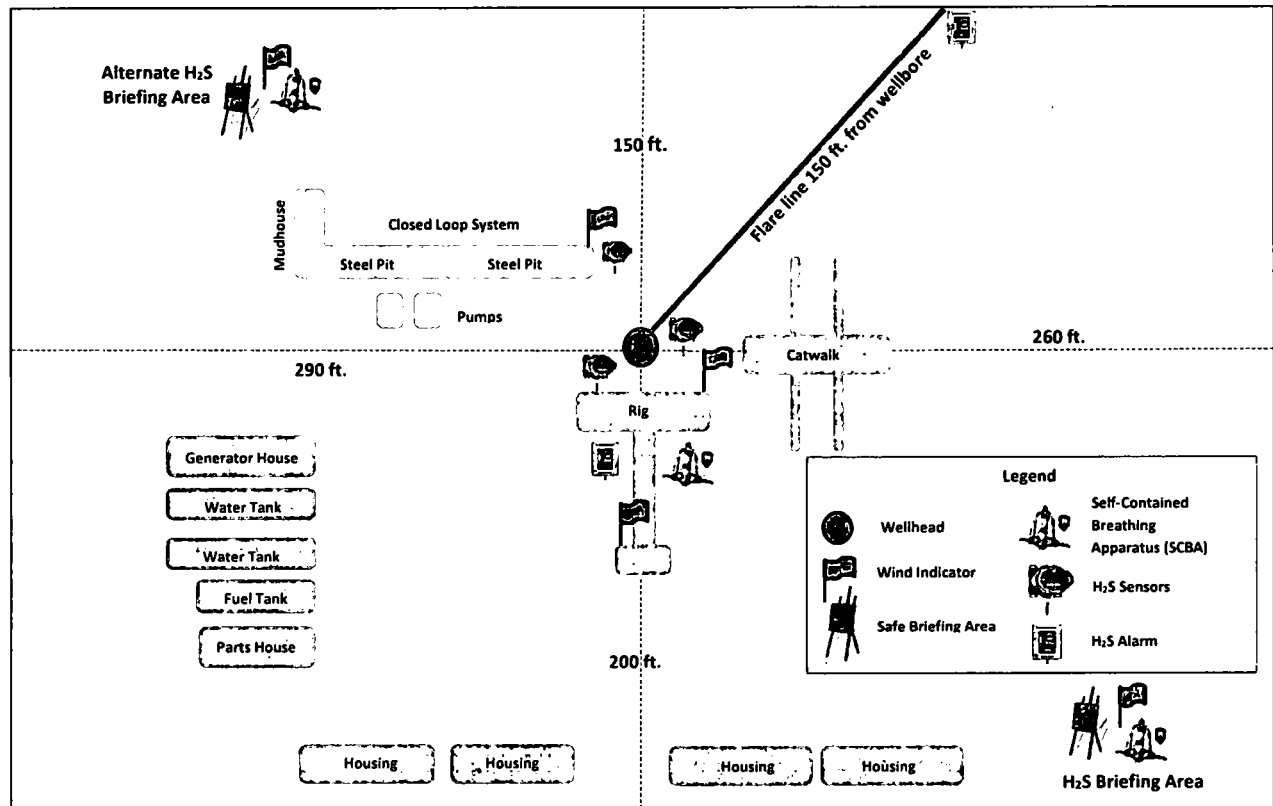 Alternate H₂S
Briefing Area
150 ft.
Flare line 150 ft. from wellbore
Mudhouse
Closed Loop System
Steel Pit
Steel Pit
Pumps
290 ft.
260 ft.
Catwalk
Rig
Generator House
Water Tank
Water Tank
Fuel Tank
Parts House
200 ft.
Legend
Wellhead
Wind Indicator
Safe Briefing Area
Self-Contained
Breathing
Apparatus (SCBA)
H₂S Sensors
H₂S Alarm
Housing
Housing
Housing
Housing
H₂S Briefing Area